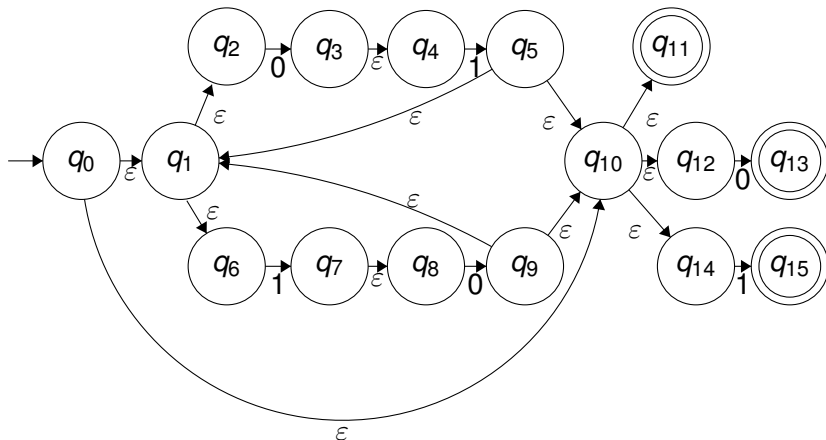 q2 0 q3 ε q4 1 q5 q11
ε ε ε ε
q0 ε q1 q10 ε q12 0 q13
ε ε ε ε
q6 1 q7 ε q8 0 q9 q14 1 q15
ε